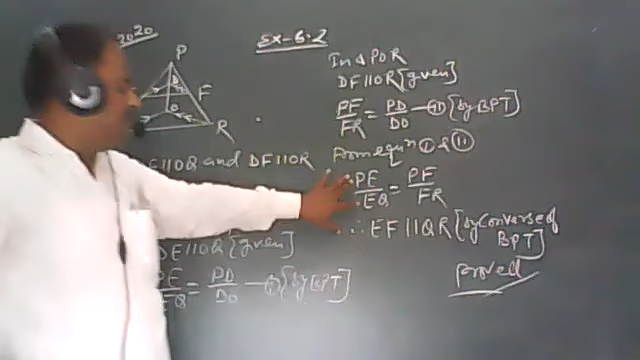 2020
Ex-6.2
P
D
F
O
R
E||OQ and DF||OR
DE||OQ [given]
PE/EQ = PD/DO — (i) [by BPT]
In Δ POR
DF||OR [given]
PF/FR = PD/DO — (ii) [by BPT]
From equn (i) & (ii)
PE/EQ = PF/FR
∴ EF||QR [by Converse of
BPT]
proved